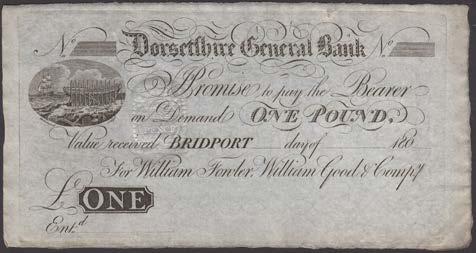 No Dorsetshire General Bank No
I Promise to pay the Bearer
on Demand ONE POUND.
Value received BRIDPORT day of 180
For William Fowler, William Good & Compy
£ ONE
Ent.d